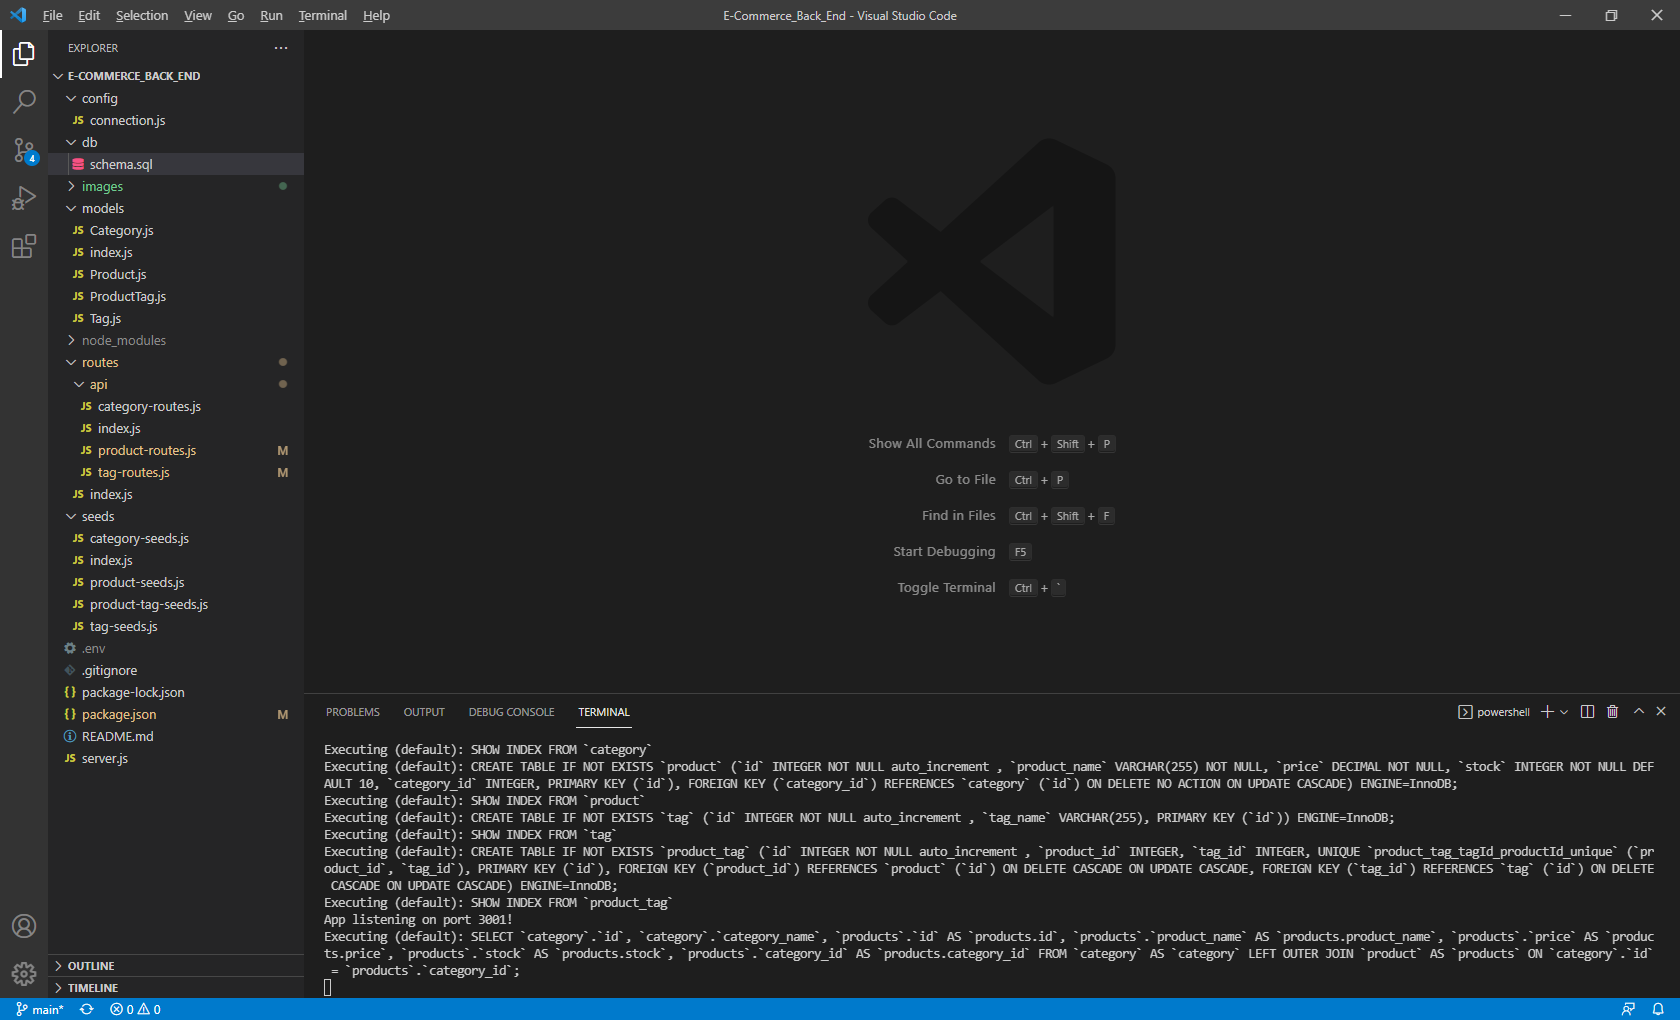 File Edit Selection View Go Run Terminal Help
E-Commerce_Back_End - Visual Studio Code
EXPLORER
E-COMMERCE_BACK_END
config
JS connection.js
db
schema.sql
images
models
JS Category.js
JS index.js
JS Product.js
JS ProductTag.js
JS Tag.js
node_modules
routes
api
JS category-routes.js
JS index.js
JS product-routes.js M
JS tag-routes.js M
JS index.js
seeds
JS category-seeds.js
JS index.js
JS product-seeds.js
JS product-tag-seeds.js
JS tag-seeds.js
.env
.gitignore
{} package-lock.json
{} package.json M
README.md
JS server.js
OUTLINE
TIMELINE
4
Show All Commands Ctrl + Shift + P
Go to File Ctrl + P
Find in Files Ctrl + Shift + F
Start Debugging F5
Toggle Terminal Ctrl + `
PROBLEMS OUTPUT DEBUG CONSOLE TERMINAL
powershell
Executing (default): SHOW INDEX FROM `category`
Executing (default): CREATE TABLE IF NOT EXISTS `product` (`id` INTEGER NOT NULL auto_increment , `product_name` VARCHAR(255) NOT NULL, `price` DECIMAL NOT NULL, `stock` INTEGER NOT NULL DEF
AULT 10, `category_id` INTEGER, PRIMARY KEY (`id`), FOREIGN KEY (`category_id`) REFERENCES `category` (`id`) ON DELETE NO ACTION ON UPDATE CASCADE) ENGINE=InnoDB;
Executing (default): SHOW INDEX FROM `product`
Executing (default): CREATE TABLE IF NOT EXISTS `tag` (`id` INTEGER NOT NULL auto_increment , `tag_name` VARCHAR(255), PRIMARY KEY (`id`)) ENGINE=InnoDB;
Executing (default): SHOW INDEX FROM `tag`
Executing (default): CREATE TABLE IF NOT EXISTS `product_tag` (`id` INTEGER NOT NULL auto_increment , `product_id` INTEGER, `tag_id` INTEGER, UNIQUE `product_tag_tagId_productId_unique` (`pr
oduct_id`, `tag_id`), PRIMARY KEY (`id`), FOREIGN KEY (`product_id`) REFERENCES `product` (`id`) ON DELETE CASCADE ON UPDATE CASCADE, FOREIGN KEY (`tag_id`) REFERENCES `tag` (`id`) ON DELETE
CASCADE ON UPDATE CASCADE) ENGINE=InnoDB;
Executing (default): SHOW INDEX FROM `product_tag`
App listening on port 3001!
Executing (default): SELECT `category`.`id`, `category`.`category_name`, `products`.`id` AS `products.id`, `products`.`product_name` AS `products.product_name`, `products`.`price` AS `produc
ts.price`, `products`.`stock` AS `products.stock`, `products`.`category_id` AS `products.category_id` FROM `category` AS `category` LEFT OUTER JOIN `product` AS `products` ON `category`.`id`
= `products`.`category_id`;
main* 0 0